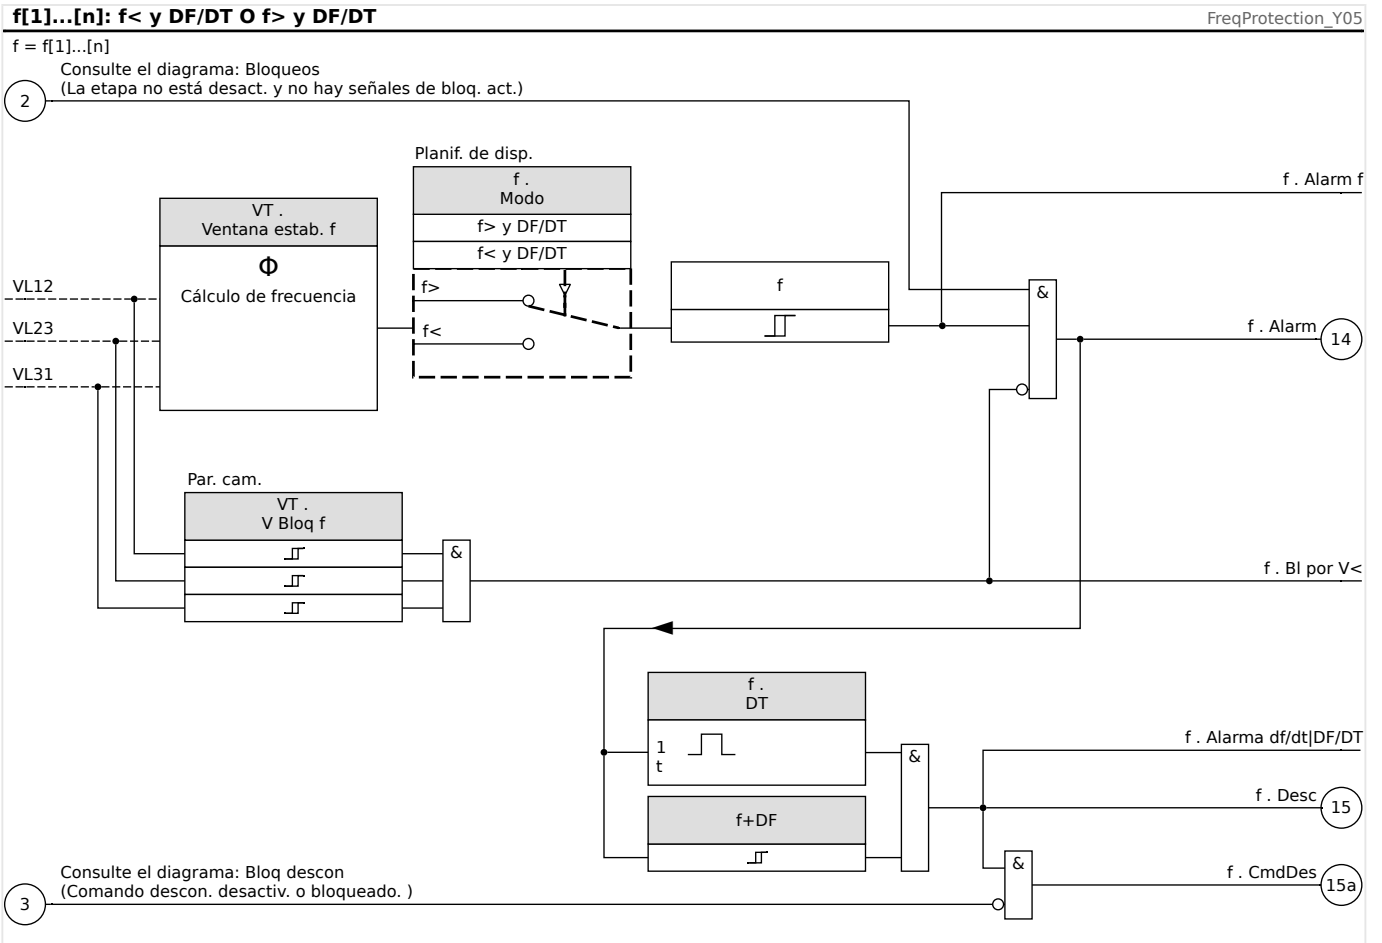 f[1]...[n]: f< y DF/DT O f> y DF/DT
FreqProtection_Y05
f = f[1]...[n]
Consulte el diagrama: Bloqueos
(La etapa no está desact. y no hay señales de bloq. act.)
2
Planif. de disp.
f .
Modo
f> y DF/DT
f< y DF/DT
f>
f<
VT .
Ventana estab. f
Φ
Cálculo de frecuencia
VL12
VL23
VL31
f
&
f . Alarm f
f . Alarm
14
Par. cam.
VT .
V Bloq f
&
f . Bl por V<
f .
DT
1
t
&
f+DF
f . Alarma df/dt|DF/DT
f . Desc
15
&
f . CmdDes
15a
Consulte el diagrama: Bloq descon
(Comando descon. desactiv. o bloqueado. )
3